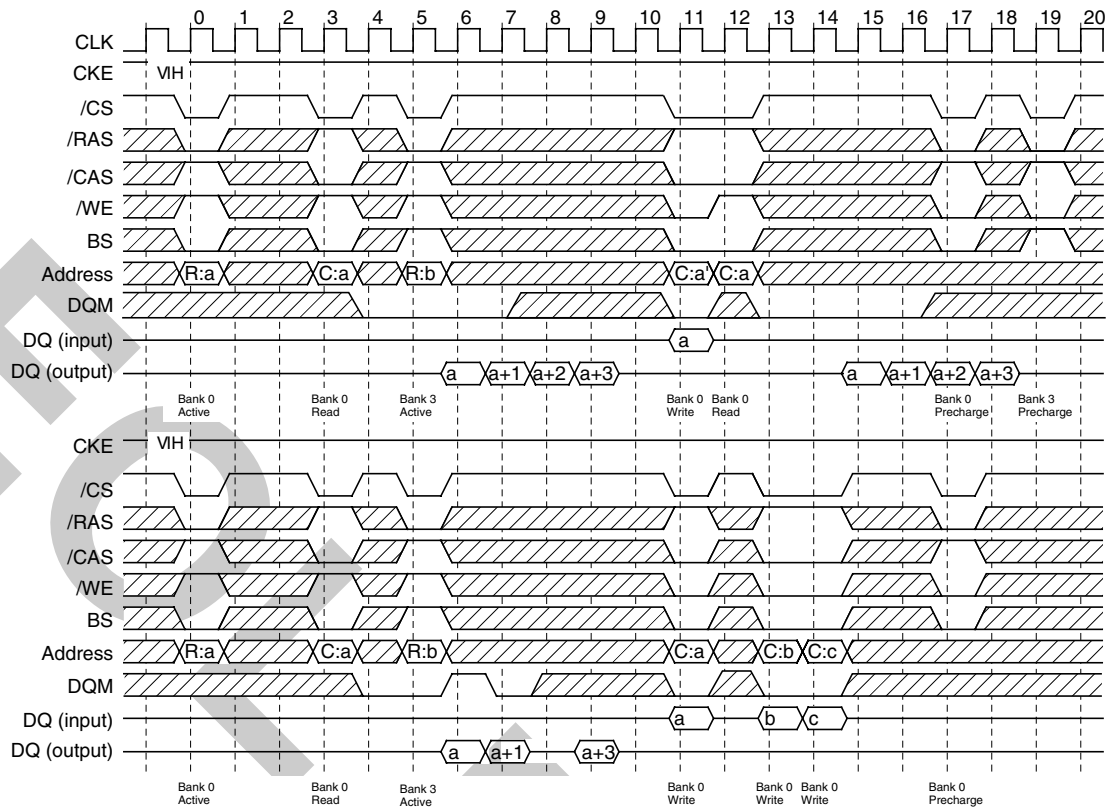 0 1 2 3 4 5 6 7 8 9 10 11 12 13 14 15 16 17 18 19 20
CLK
CKE VIH
/CS
/RAS
/CAS
/WE
BS
Address R:a C:a R:b C:a' C:a
DQM
DQ (input) a
DQ (output) a a+1 a+2 a+3 a a+1 a+2 a+3
Bank 0 Bank 0 Bank 3 Bank 0 Bank 0 Bank 0 Bank 3
Active Read Active Write Read Precharge Precharge
CKE VIH
/CS
/RAS
/CAS
/WE
BS
Address R:a C:a R:b C:a C:b C:c
DQM
DQ (input) a b c
DQ (output) a a+1 a+3
Bank 0 Bank 0 Bank 3 Bank 0 Bank 0 Bank 0 Bank 0
Active Read Active Write Write Write Precharge